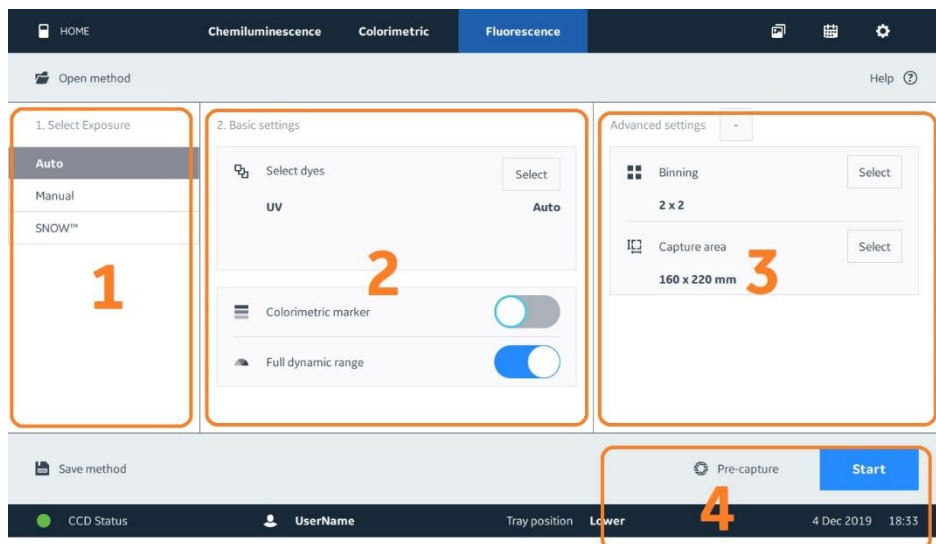 HOME Chemiluminescence Colorimetric Fluorescence
Open method Help ?
1. Select Exposure
Auto
Manual
SNOW™
1
2. Basic settings
Select dyes Select
UV Auto
2
Colorimetric marker
Full dynamic range
Advanced settings -
Binning Select
2 x 2
Capture area Select
160 x 220 mm
3
Save method Pre-capture Start
4
CCD Status UserName Tray position Lower 4 Dec 2019 18:33